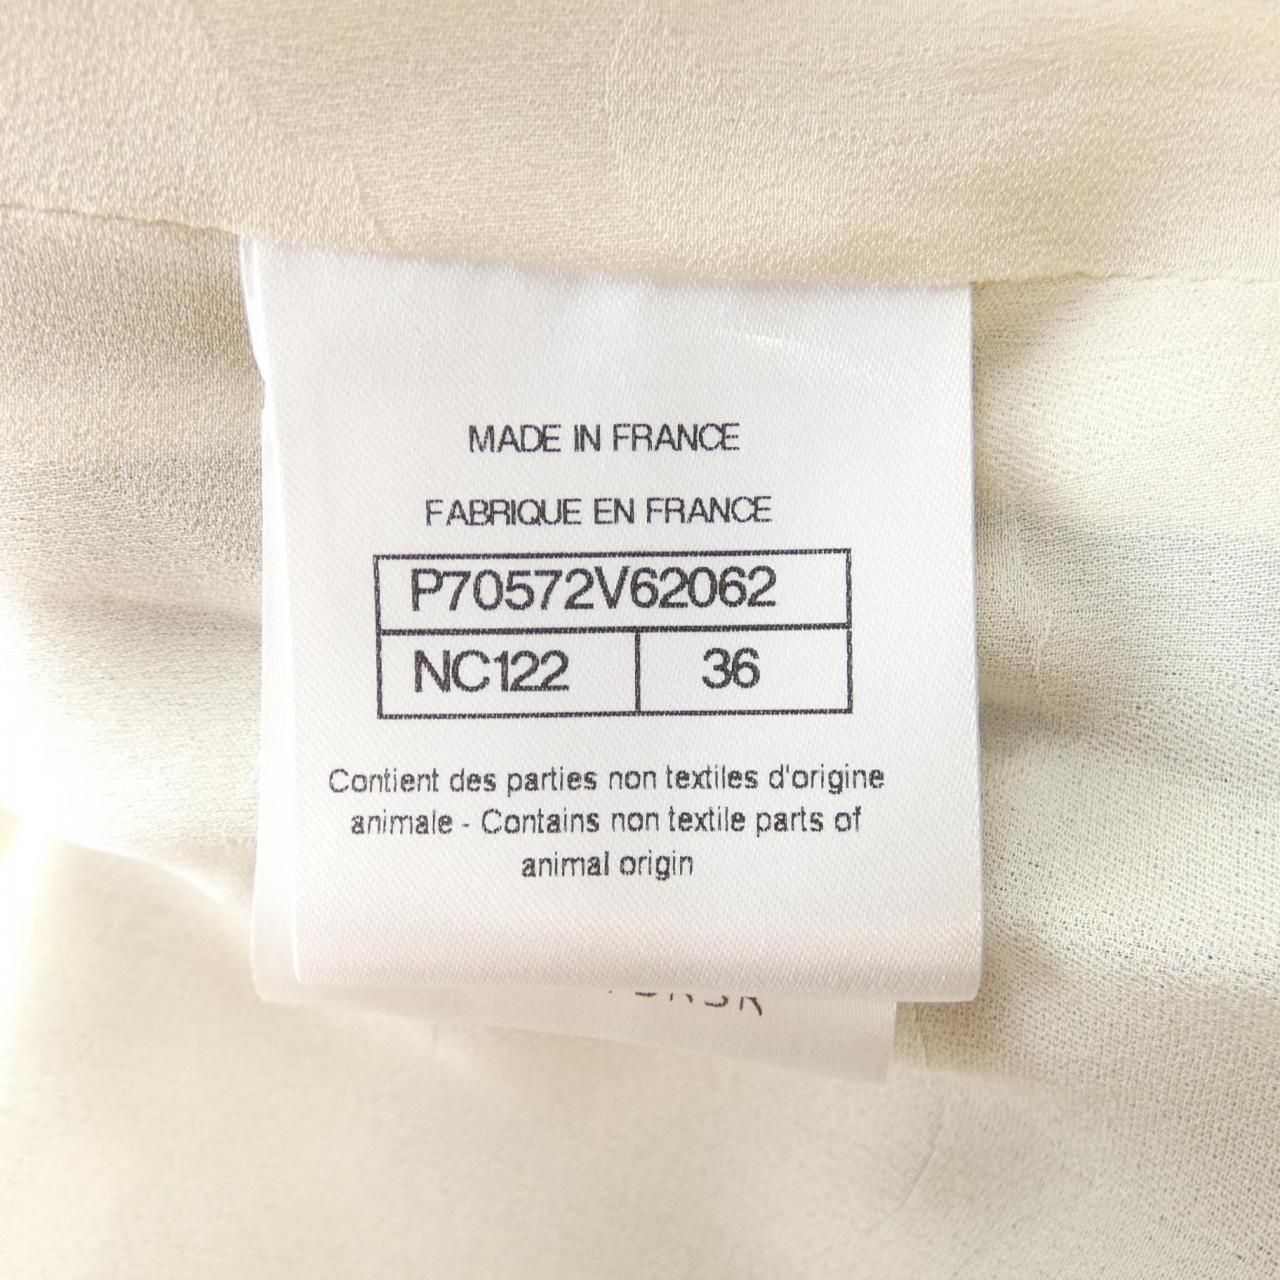 MADE IN FRANCE
FABRIQUE EN FRANCE
P70572V62062
NC122 36
Contient des parties non textiles d'origine
animale - Contains non textile parts of
animal origin